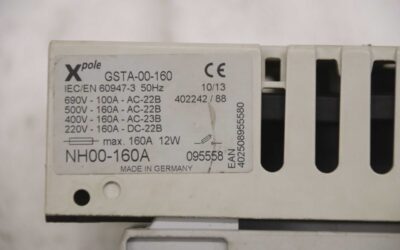 Xpole GSTA-00-160 CE
IEC/EN 60947-3 50Hz 10/13
690V - 100A - AC-22B 402242 / 88
500V - 160A - AC-22B
400V - 160A - AC-23B
220V - 160A - DC-22B
max. 160A 12W
NH00-160A 095558
MADE IN GERMANY
EAN
402508955580